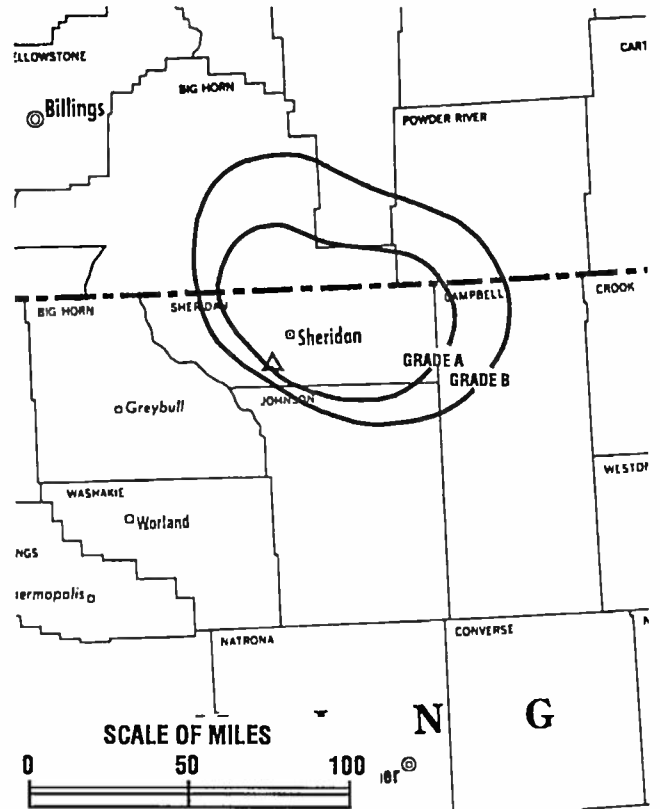 ELLOWSTONE
CART
BIG HORN
Billings
POWDER RIVER
BIG HORN
SHERIDAN
CAMPBELL
CROOK
Sheridan
GRADE A
GRADE B
JOHNSON
Greybull
WESTON
WASHAKIE
Worland
NGS
ermopolis
NATRONA
CONVERSE
N G
SCALE OF MILES
0 50 100
er